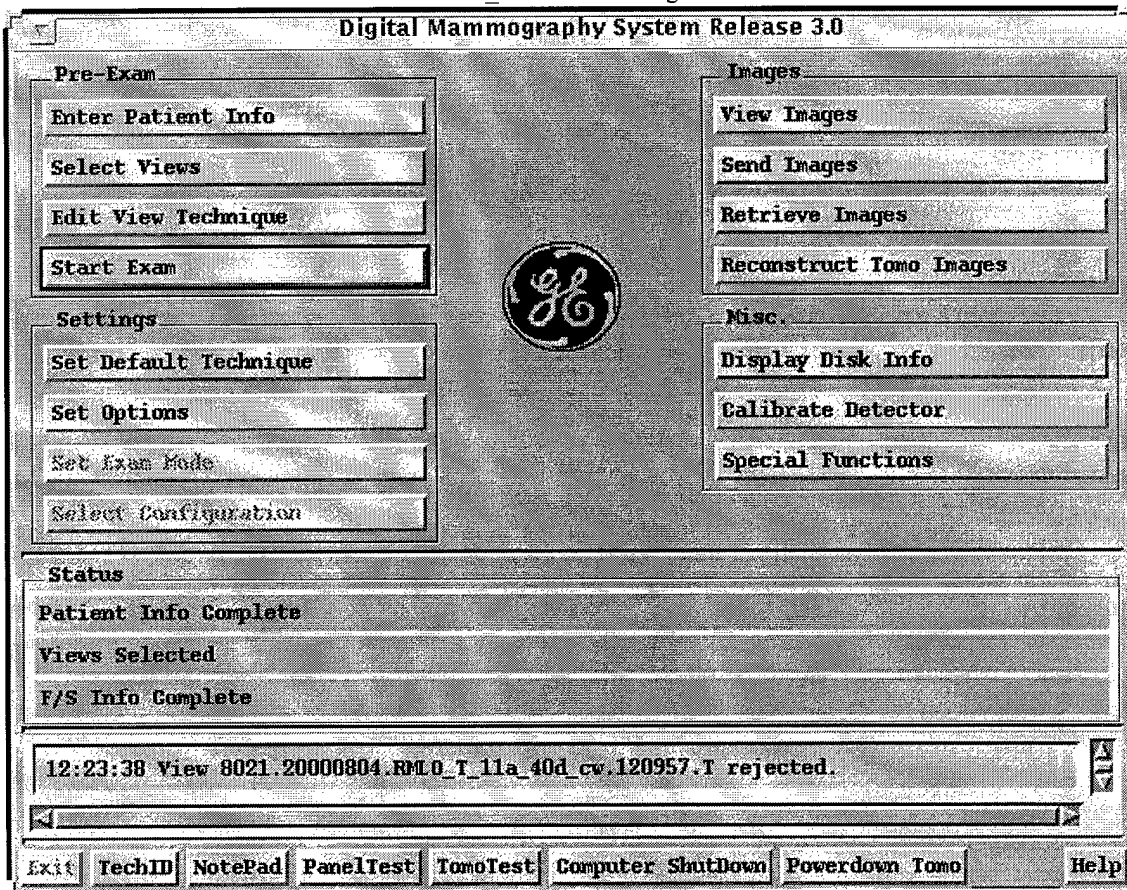 Digital Mammography System Release 3.0
Pre-Exam
Enter Patient Info
Select Views
Edit View Technique
Start Exam
Settings
Set Default Technique
Set Options
Set Exam Mode
Select Configuration
Images
View Images
Send Images
Retrieve Images
Reconstruct Tomo Images
Misc.
Display Disk Info
Calibrate Detector
Special Functions
GE
Status
Patient Info Complete
Views Selected
F/S Info Complete
12:23:38 View 8021.20000804.RMLO_T_11a_40d_cw.120957.T rejected.
Exit TechID NotePad PanelTest TomoTest Computer ShutDown Powerdown Tomo Help